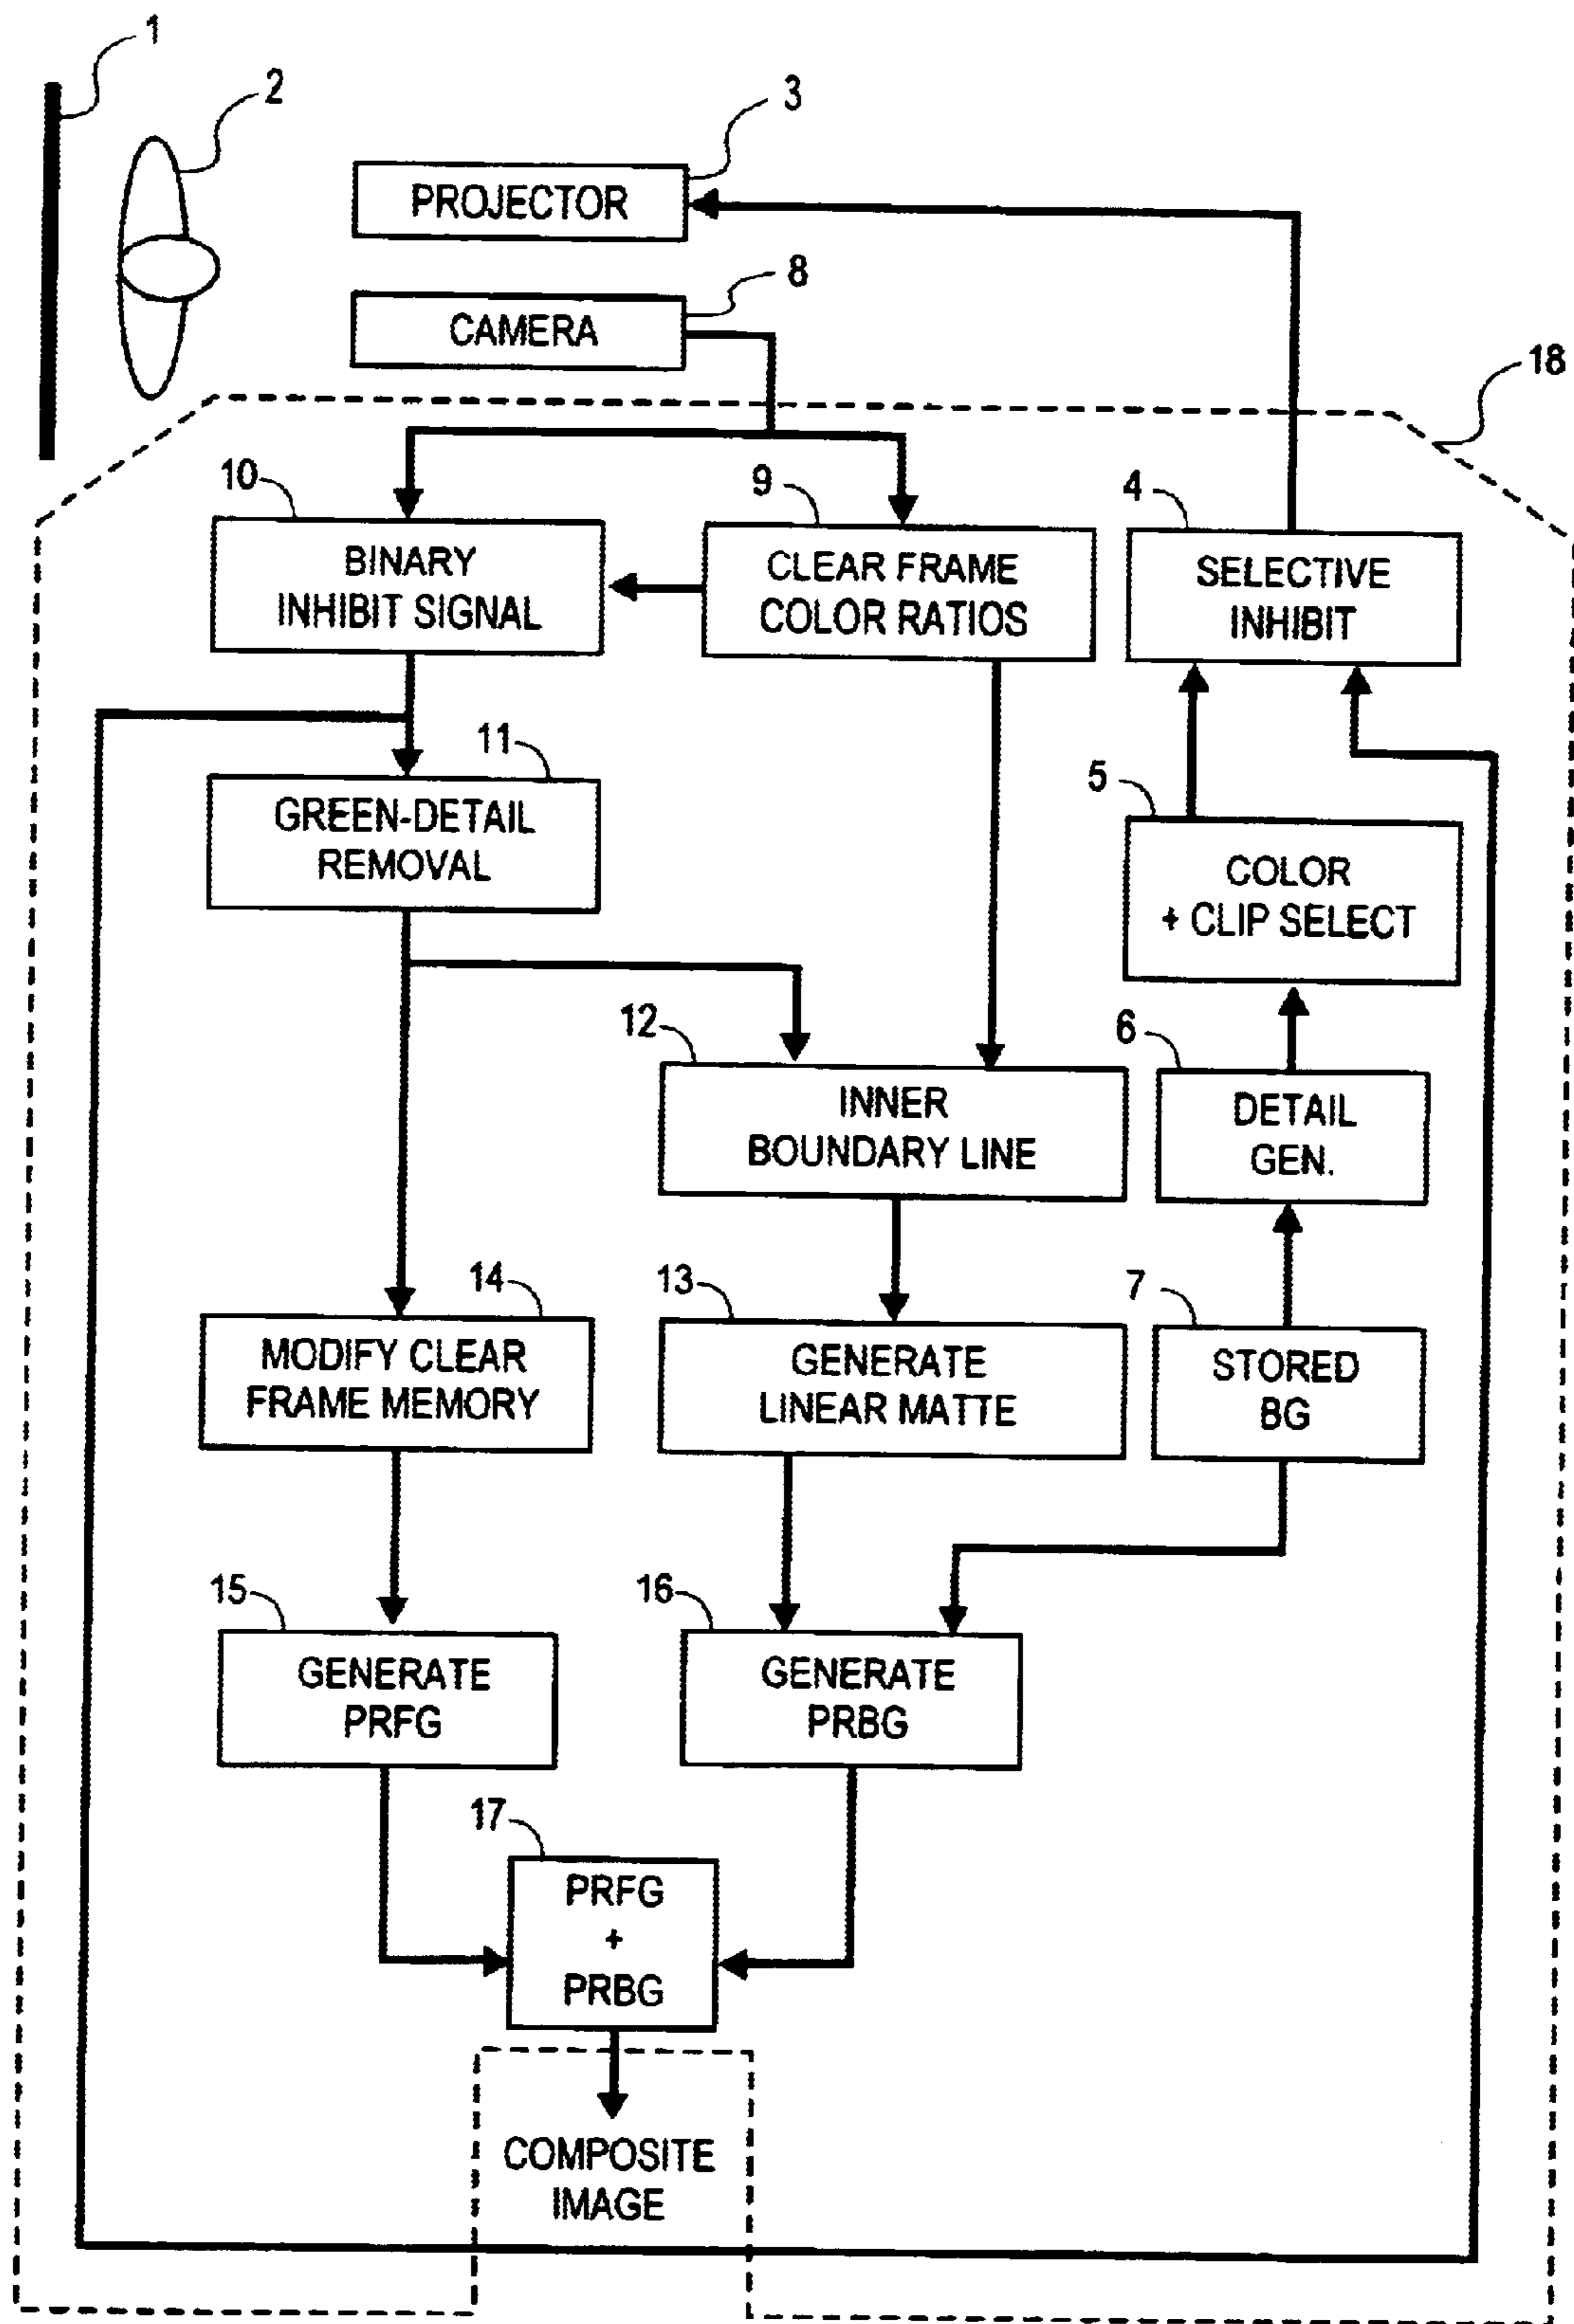 1
2
3
PROJECTOR
8
CAMERA
18
10
BINARY
INHIBIT SIGNAL
9
CLEAR FRAME
COLOR RATIOS
4
SELECTIVE
INHIBIT
11
GREEN-DETAIL
REMOVAL
5
COLOR
+ CLIP SELECT
12
INNER
BOUNDARY LINE
6
DETAIL
GEN.
14
MODIFY CLEAR
FRAME MEMORY
13
GENERATE
LINEAR MATTE
7
STORED
BG
15
GENERATE
PRFG
16
GENERATE
PRBG
17
PRFG
+
PRBG
COMPOSITE
IMAGE